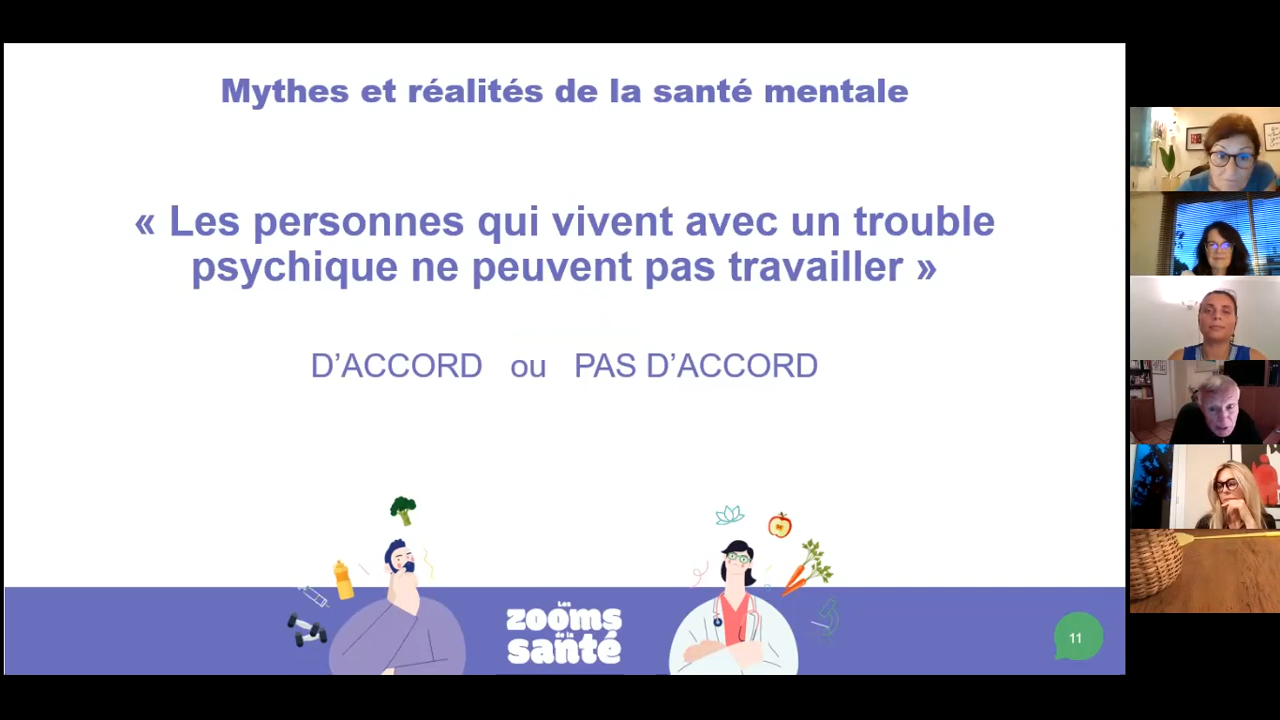 Mythes et réalités de la santé mentale
« Les personnes qui vivent avec un trouble
psychique ne peuvent pas travailler »
D’ACCORD ou PAS D’ACCORD
Les
zooms
de la
santé
11